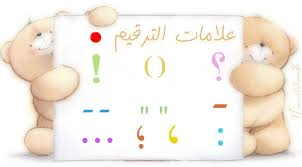 علامات الترقيم •
؟ () !
- " " --
: ؛ ، ...